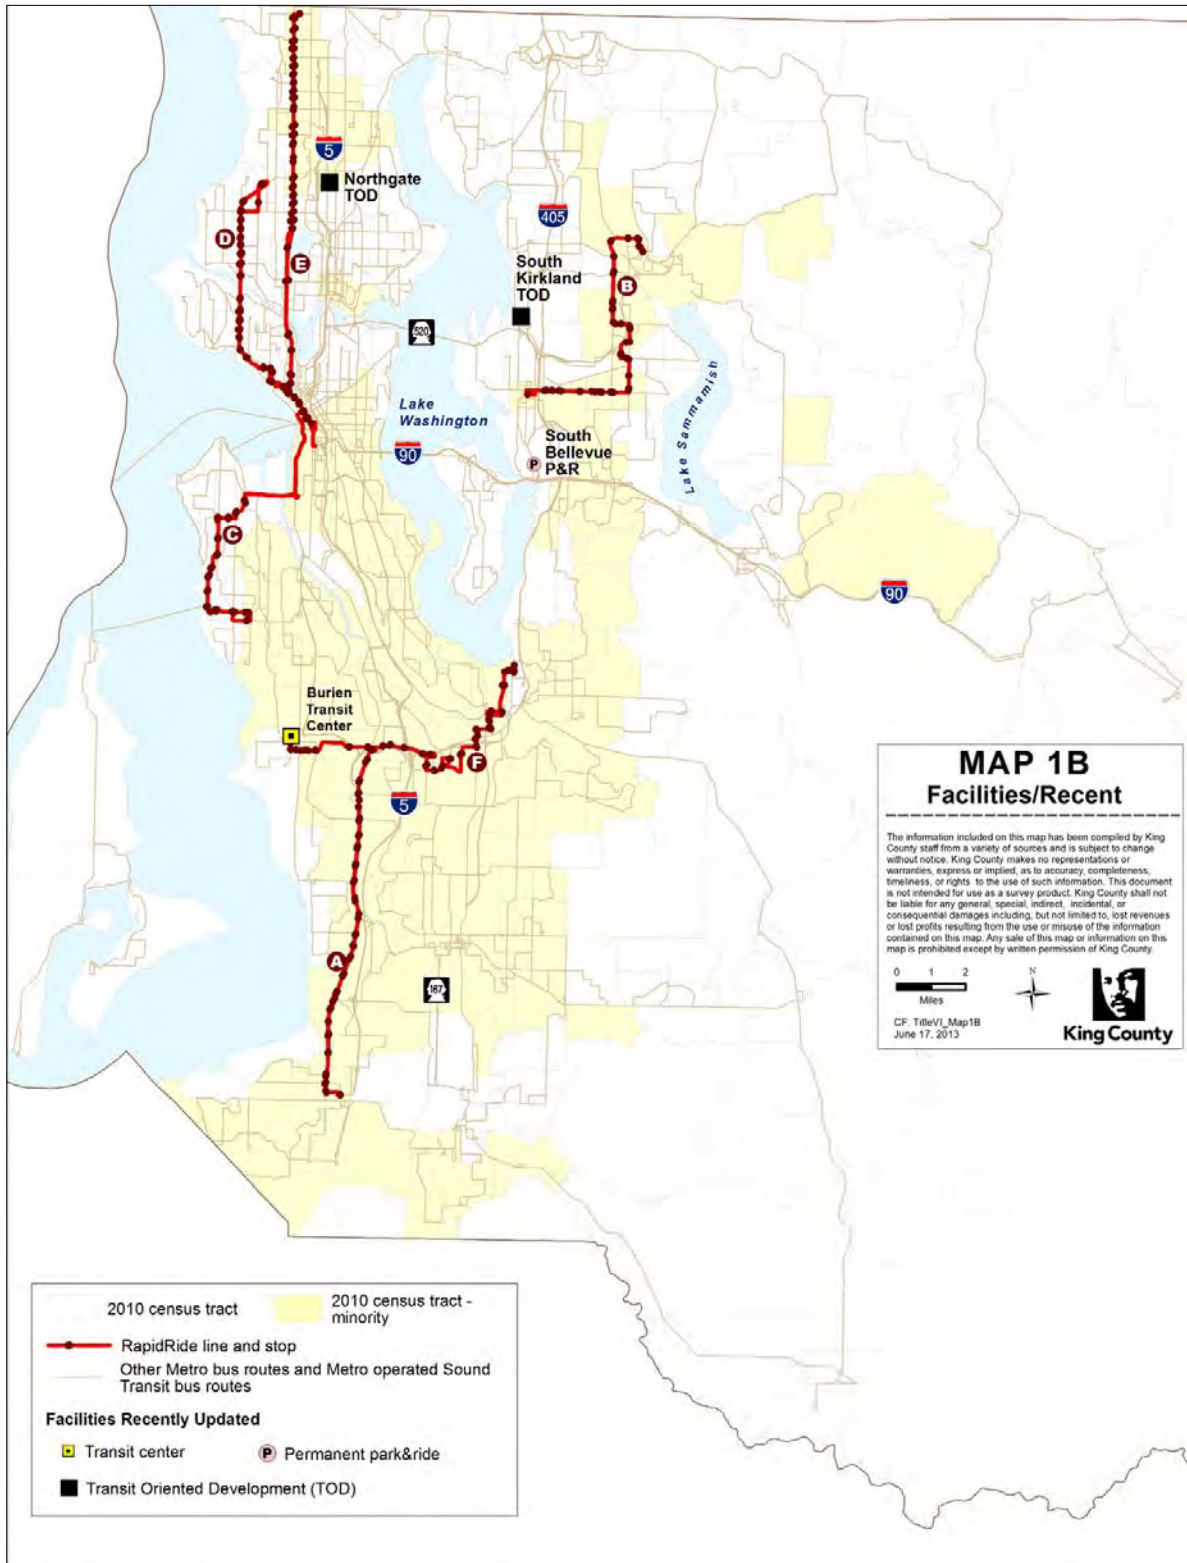 5
Northgate
TOD
405
D
E
South
Kirkland
TOD
B
520
Lake
Washington
Lake Sammamish
90
South
Bellevue
P&R
P
C
90
Burien
Transit
Center
F
5
A
167
MAP 1B
Facilities/Recent
The information included on this map has been compiled by King
County staff from a variety of sources and is subject to change
without notice. King County makes no representations or
warranties, express or implied, as to accuracy, completeness,
timeliness, or rights to the use of such information. This document
is not intended for use as a survey product. King County shall not
be liable for any general, special, indirect, incidental, or
consequential damages including, but not limited to, lost revenues
or lost profits resulting from the use or misuse of the information
contained on this map. Any sale of this map or information on this
map is prohibited except by written permission of King County.
0 1 2
Miles
N
CF: TitleVI_Map1B
June 17, 2013
King County
2010 census tract
2010 census tract -
minority
RapidRide line and stop
Other Metro bus routes and Metro operated Sound
Transit bus routes
Facilities Recently Updated
Transit center
P Permanent park&ride
Transit Oriented Development (TOD)